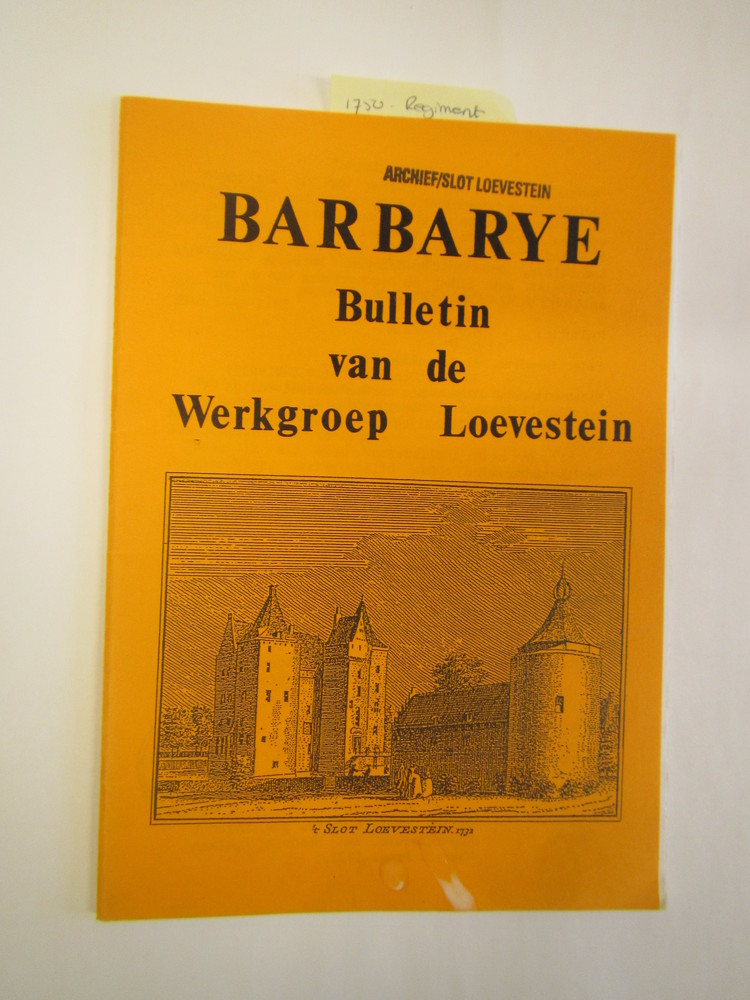 1750 - Regiment
ARCHIEF/SLOT LOEVESTEIN
BARBARYE
Bulletin
van de
Werkgroep Loevestein
't SLOT LOEVESTEIN. 1732